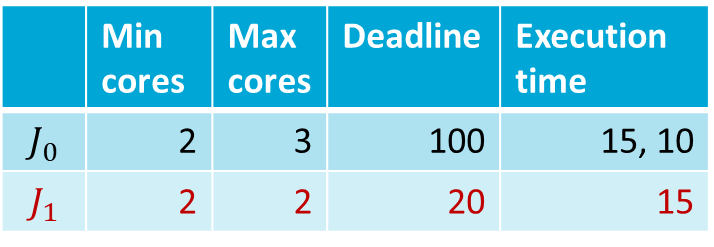 Min cores Max cores Deadline Execution time
J₀ 2 3 100 15, 10
J₁ 2 2 20 15